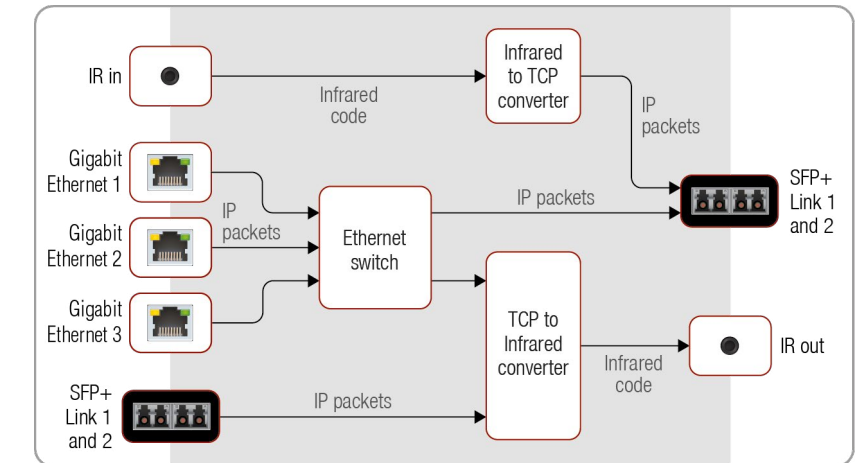 IR in
Infrared
code
Infrared
to TCP
converter
IP
packets
Gigabit
Ethernet 1
IP
packets
Gigabit
Ethernet 2
Gigabit
Ethernet 3
Ethernet
switch
IP packets
SFP+
Link 1
and 2
TCP to
Infrared
converter
Infrared
code
IR out
SFP+
Link 1
and 2
IP packets